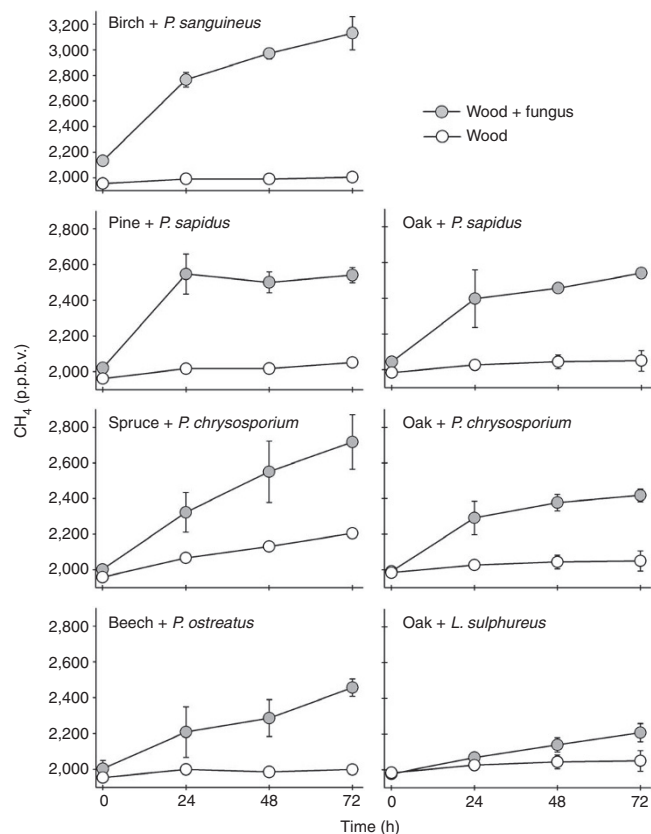 Birch + P. sanguineus
3,200
3,000
2,800
2,600
2,400
2,200
2,000
Wood + fungus
Wood
Pine + P. sapidus
2,800
2,600
2,400
2,200
2,000
Oak + P. sapidus
CH4 (p.p.b.v.)
Spruce + P. chrysosporium
2,800
2,600
2,400
2,200
2,000
Oak + P. chrysosporium
Beech + P. ostreatus
2,800
2,600
2,400
2,200
2,000
0 24 48 72
Oak + L. sulphureus
0 24 48 72
Time (h)